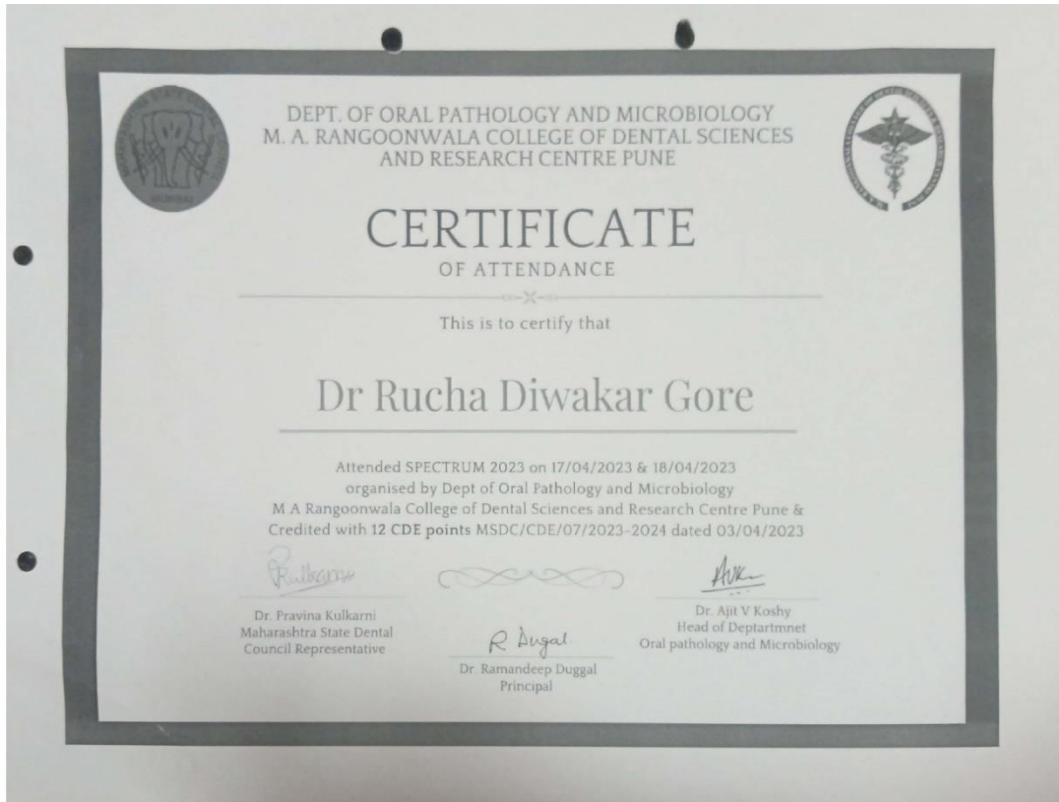 DEPT. OF ORAL PATHOLOGY AND MICROBIOLOGY
M. A. RANGOONWALA COLLEGE OF DENTAL SCIENCES
AND RESEARCH CENTRE PUNE
CERTIFICATE
OF ATTENDANCE
This is to certify that
Dr Rucha Diwakar Gore
Attended SPECTRUM 2023 on 17/04/2023 & 18/04/2023
organised by Dept of Oral Pathology and Microbiology
M A Rangoonwala College of Dental Sciences and Research Centre Pune &
Credited with 12 CDE points MSDC/CDE/07/2023-2024 dated 03/04/2023
PKulkarni
Dr. Pravina Kulkarni
Maharashtra State Dental
Council Representative
R Dugal
Dr. Ramandeep Duggal
Principal
Dr. Ajit V Koshy
Head of Deptartmnet
Oral pathology and Microbiology
MUMBAI